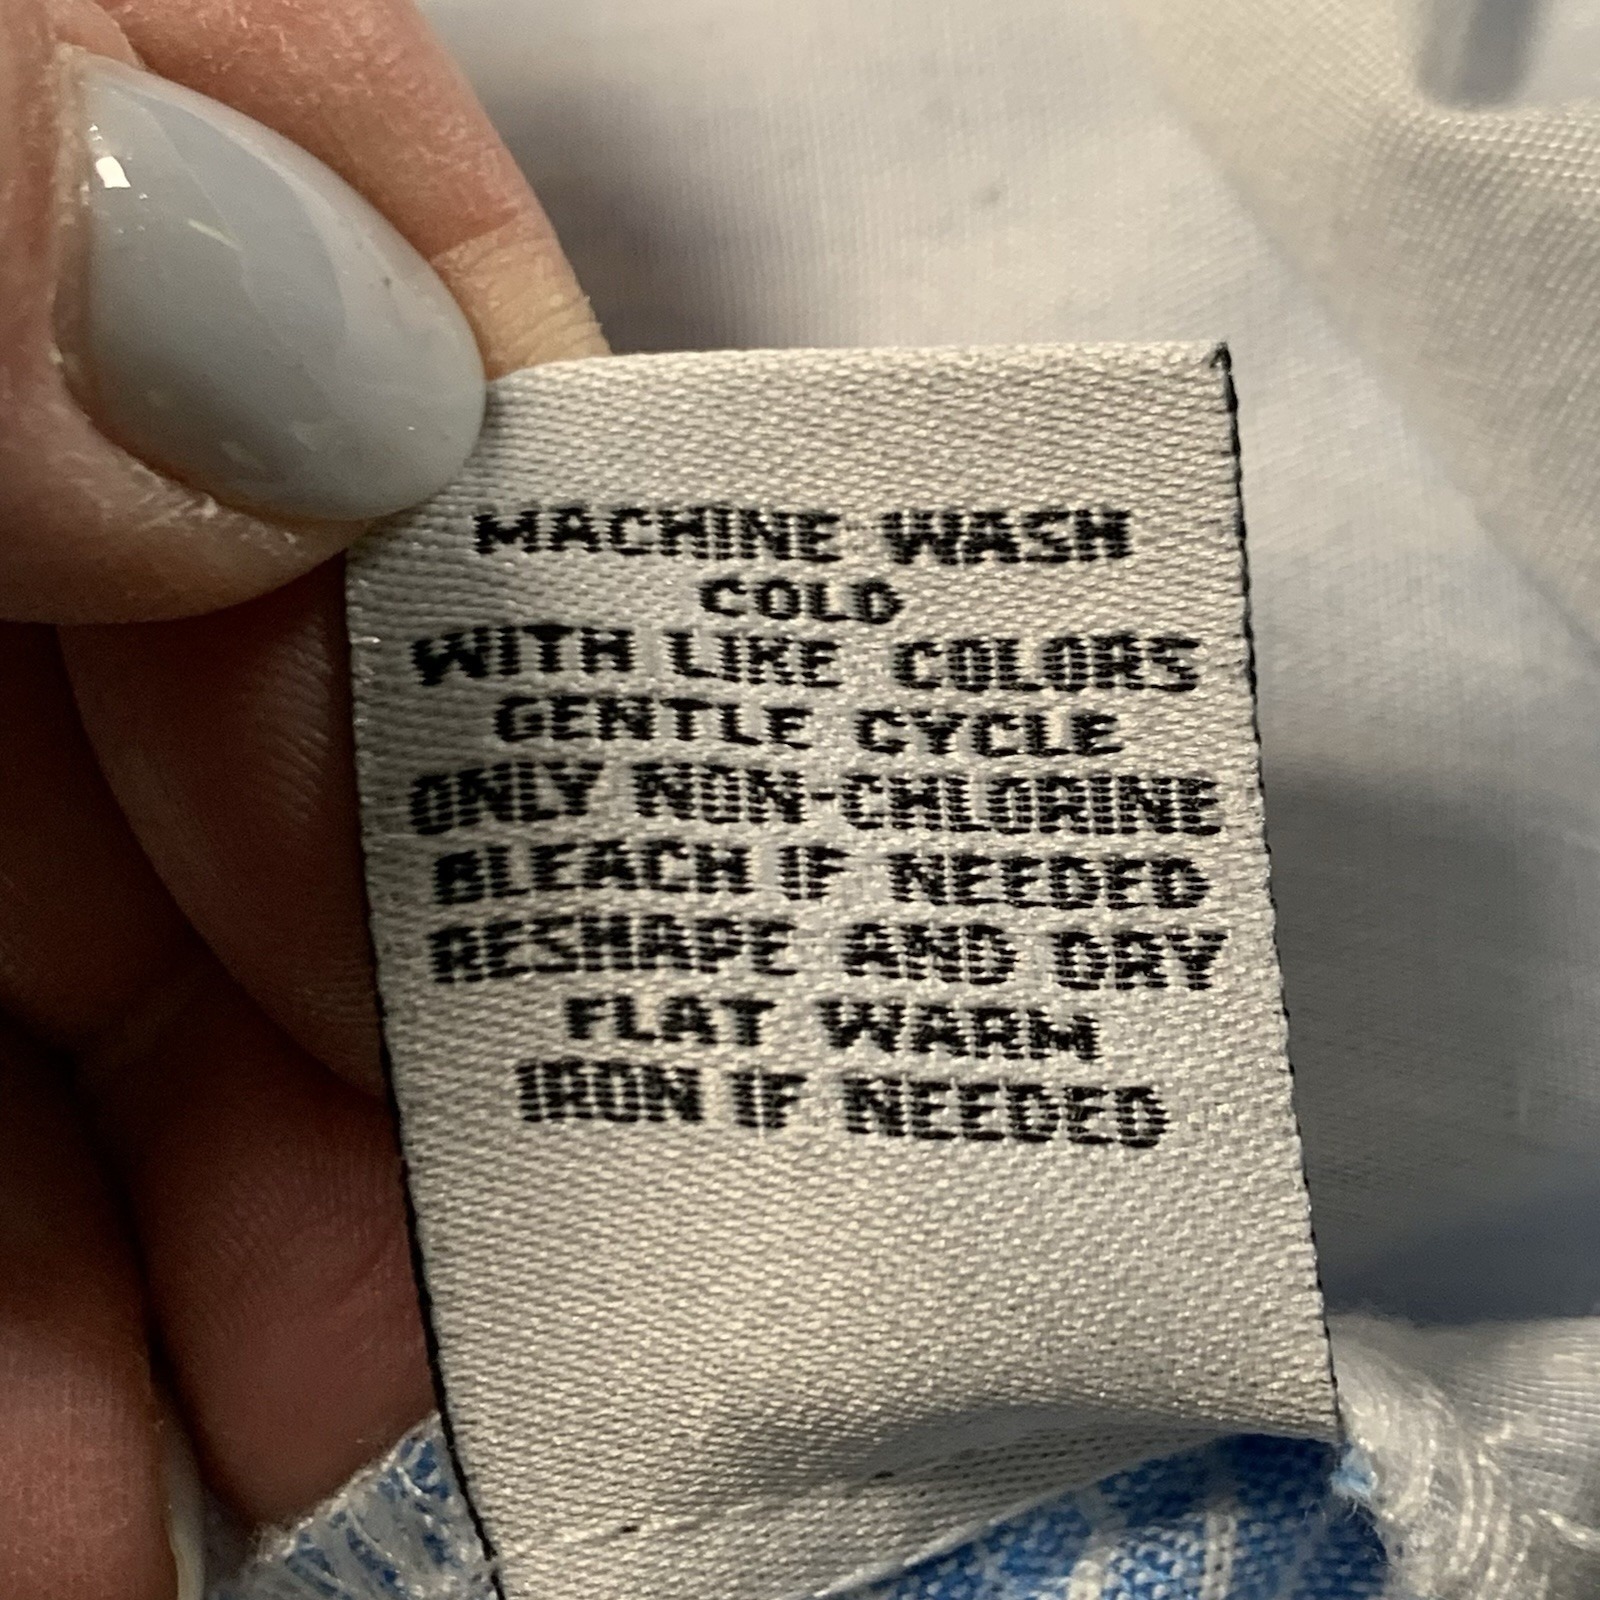 MACHINE WASH
COLD
WITH LIKE COLORS
GENTLE CYCLE
ONLY NON-CHLORINE
BLEACH IF NEEDED
RESHAPE AND DRY
FLAT WARM
IRON IF NEEDED